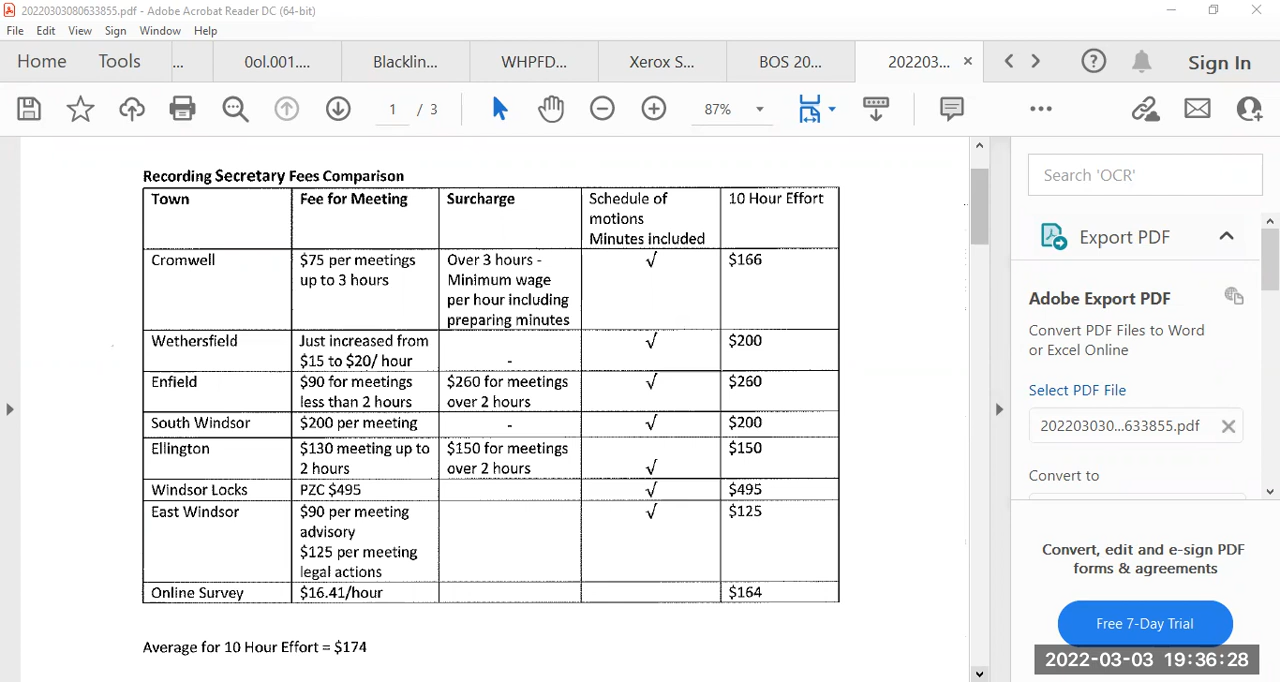 20220303080633855.pdf - Adobe Acrobat Reader DC (64-bit)
File Edit View Sign Window Help
Home Tools ... 0ol.001.... Blacklin... WHPFD... Xerox S... BOS 20... 202203... × Sign In
1 / 3 87%
Recording Secretary Fees Comparison
Town Fee for Meeting Surcharge Schedule of motions Minutes included 10 Hour Effort
Cromwell $75 per meetings up to 3 hours Over 3 hours - Minimum wage per hour including preparing minutes √ $166
Wethersfield Just increased from $15 to $20/ hour - √ $200
Enfield $90 for meetings less than 2 hours $260 for meetings over 2 hours √ $260
South Windsor $200 per meeting - √ $200
Ellington $130 meeting up to 2 hours $150 for meetings over 2 hours √ $150
Windsor Locks PZC $495 √ $495
East Windsor $90 per meeting advisory $125 per meeting legal actions √ $125
Online Survey $16.41/hour $164
Average for 10 Hour Effort = $174
Search 'OCR'
Export PDF
Adobe Export PDF
Convert PDF Files to Word
or Excel Online
Select PDF File
202203030...633855.pdf
Convert to
Convert, edit and e-sign PDF
forms & agreements
Free 7-Day Trial
2022-03-03 19:36:28